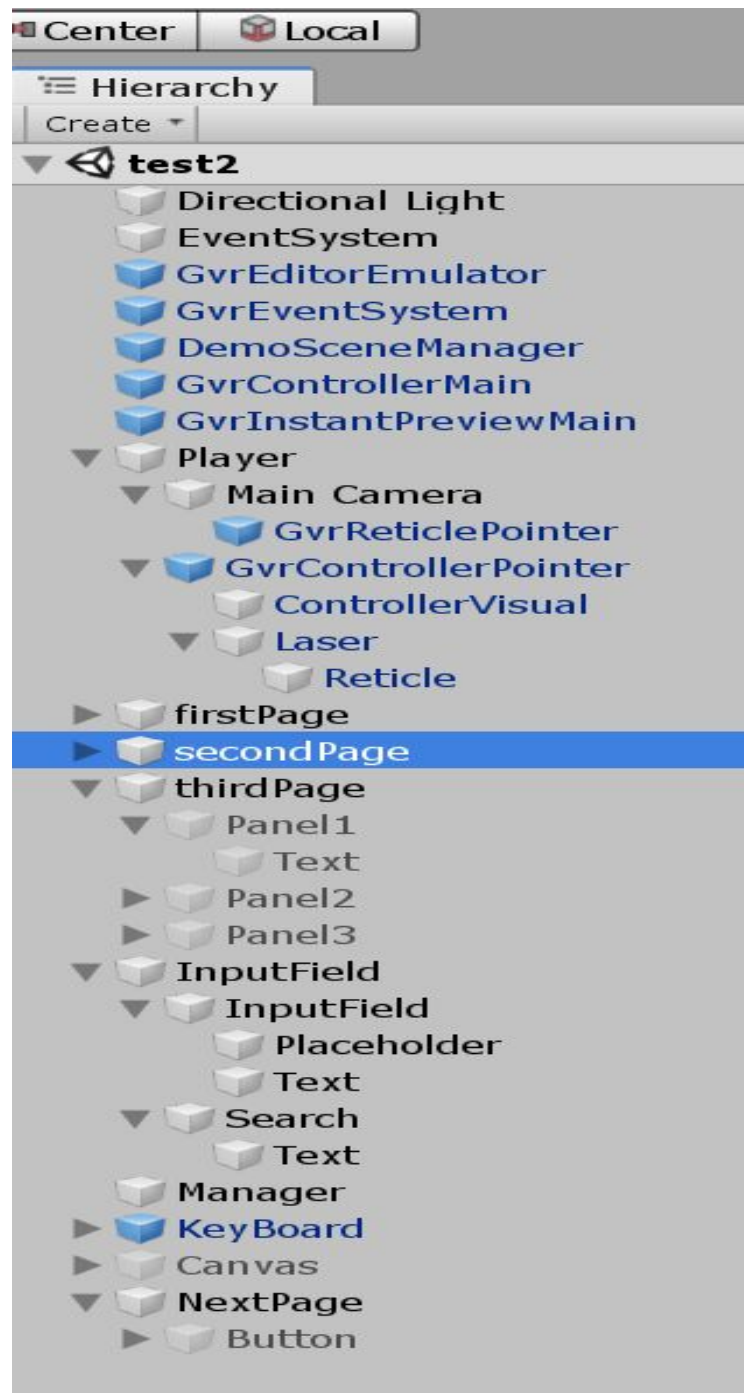 Center Local
Hierarchy
Create
test2
Directional Light
EventSystem
GvrEditorEmulator
GvrEventSystem
DemoSceneManager
GvrControllerMain
GvrInstantPreviewMain
Player
Main Camera
GvrReticlePointer
GvrControllerPointer
ControllerVisual
Laser
Reticle
firstPage
secondPage
thirdPage
Panel1
Text
Panel2
Panel3
InputField
InputField
Placeholder
Text
Search
Text
Manager
KeyBoard
Canvas
NextPage
Button